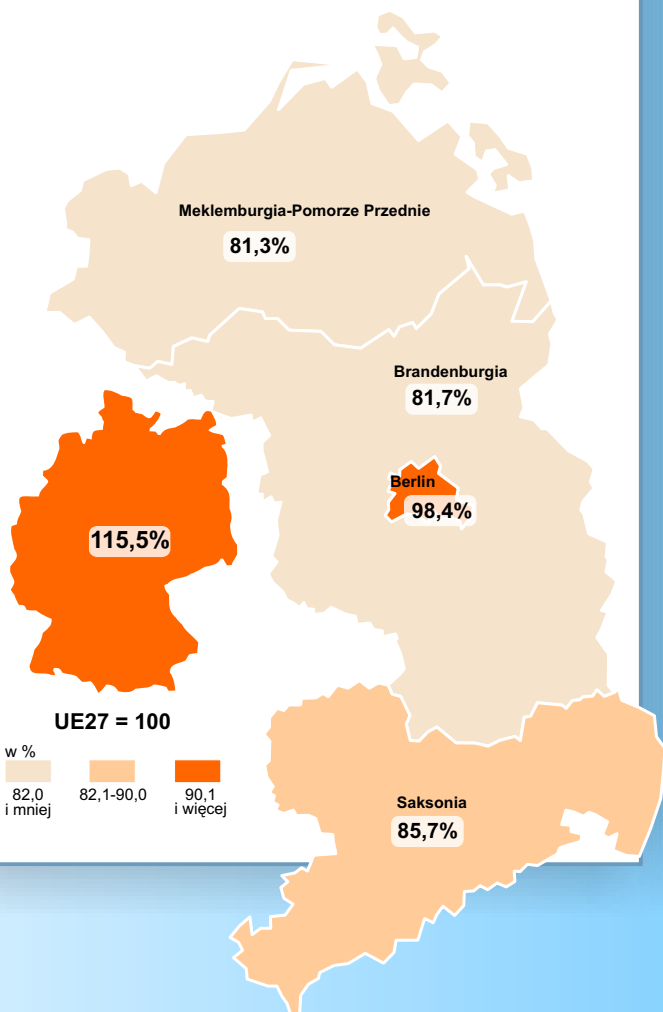 Meklemburgia-Pomorze Przednie
81,3%
Brandenburgia
81,7%
Berlin
98,4%
115,5%
UE27 = 100
w %
82,0
i mniej
82,1-90,0
90,1
i więcej
Saksonia
85,7%